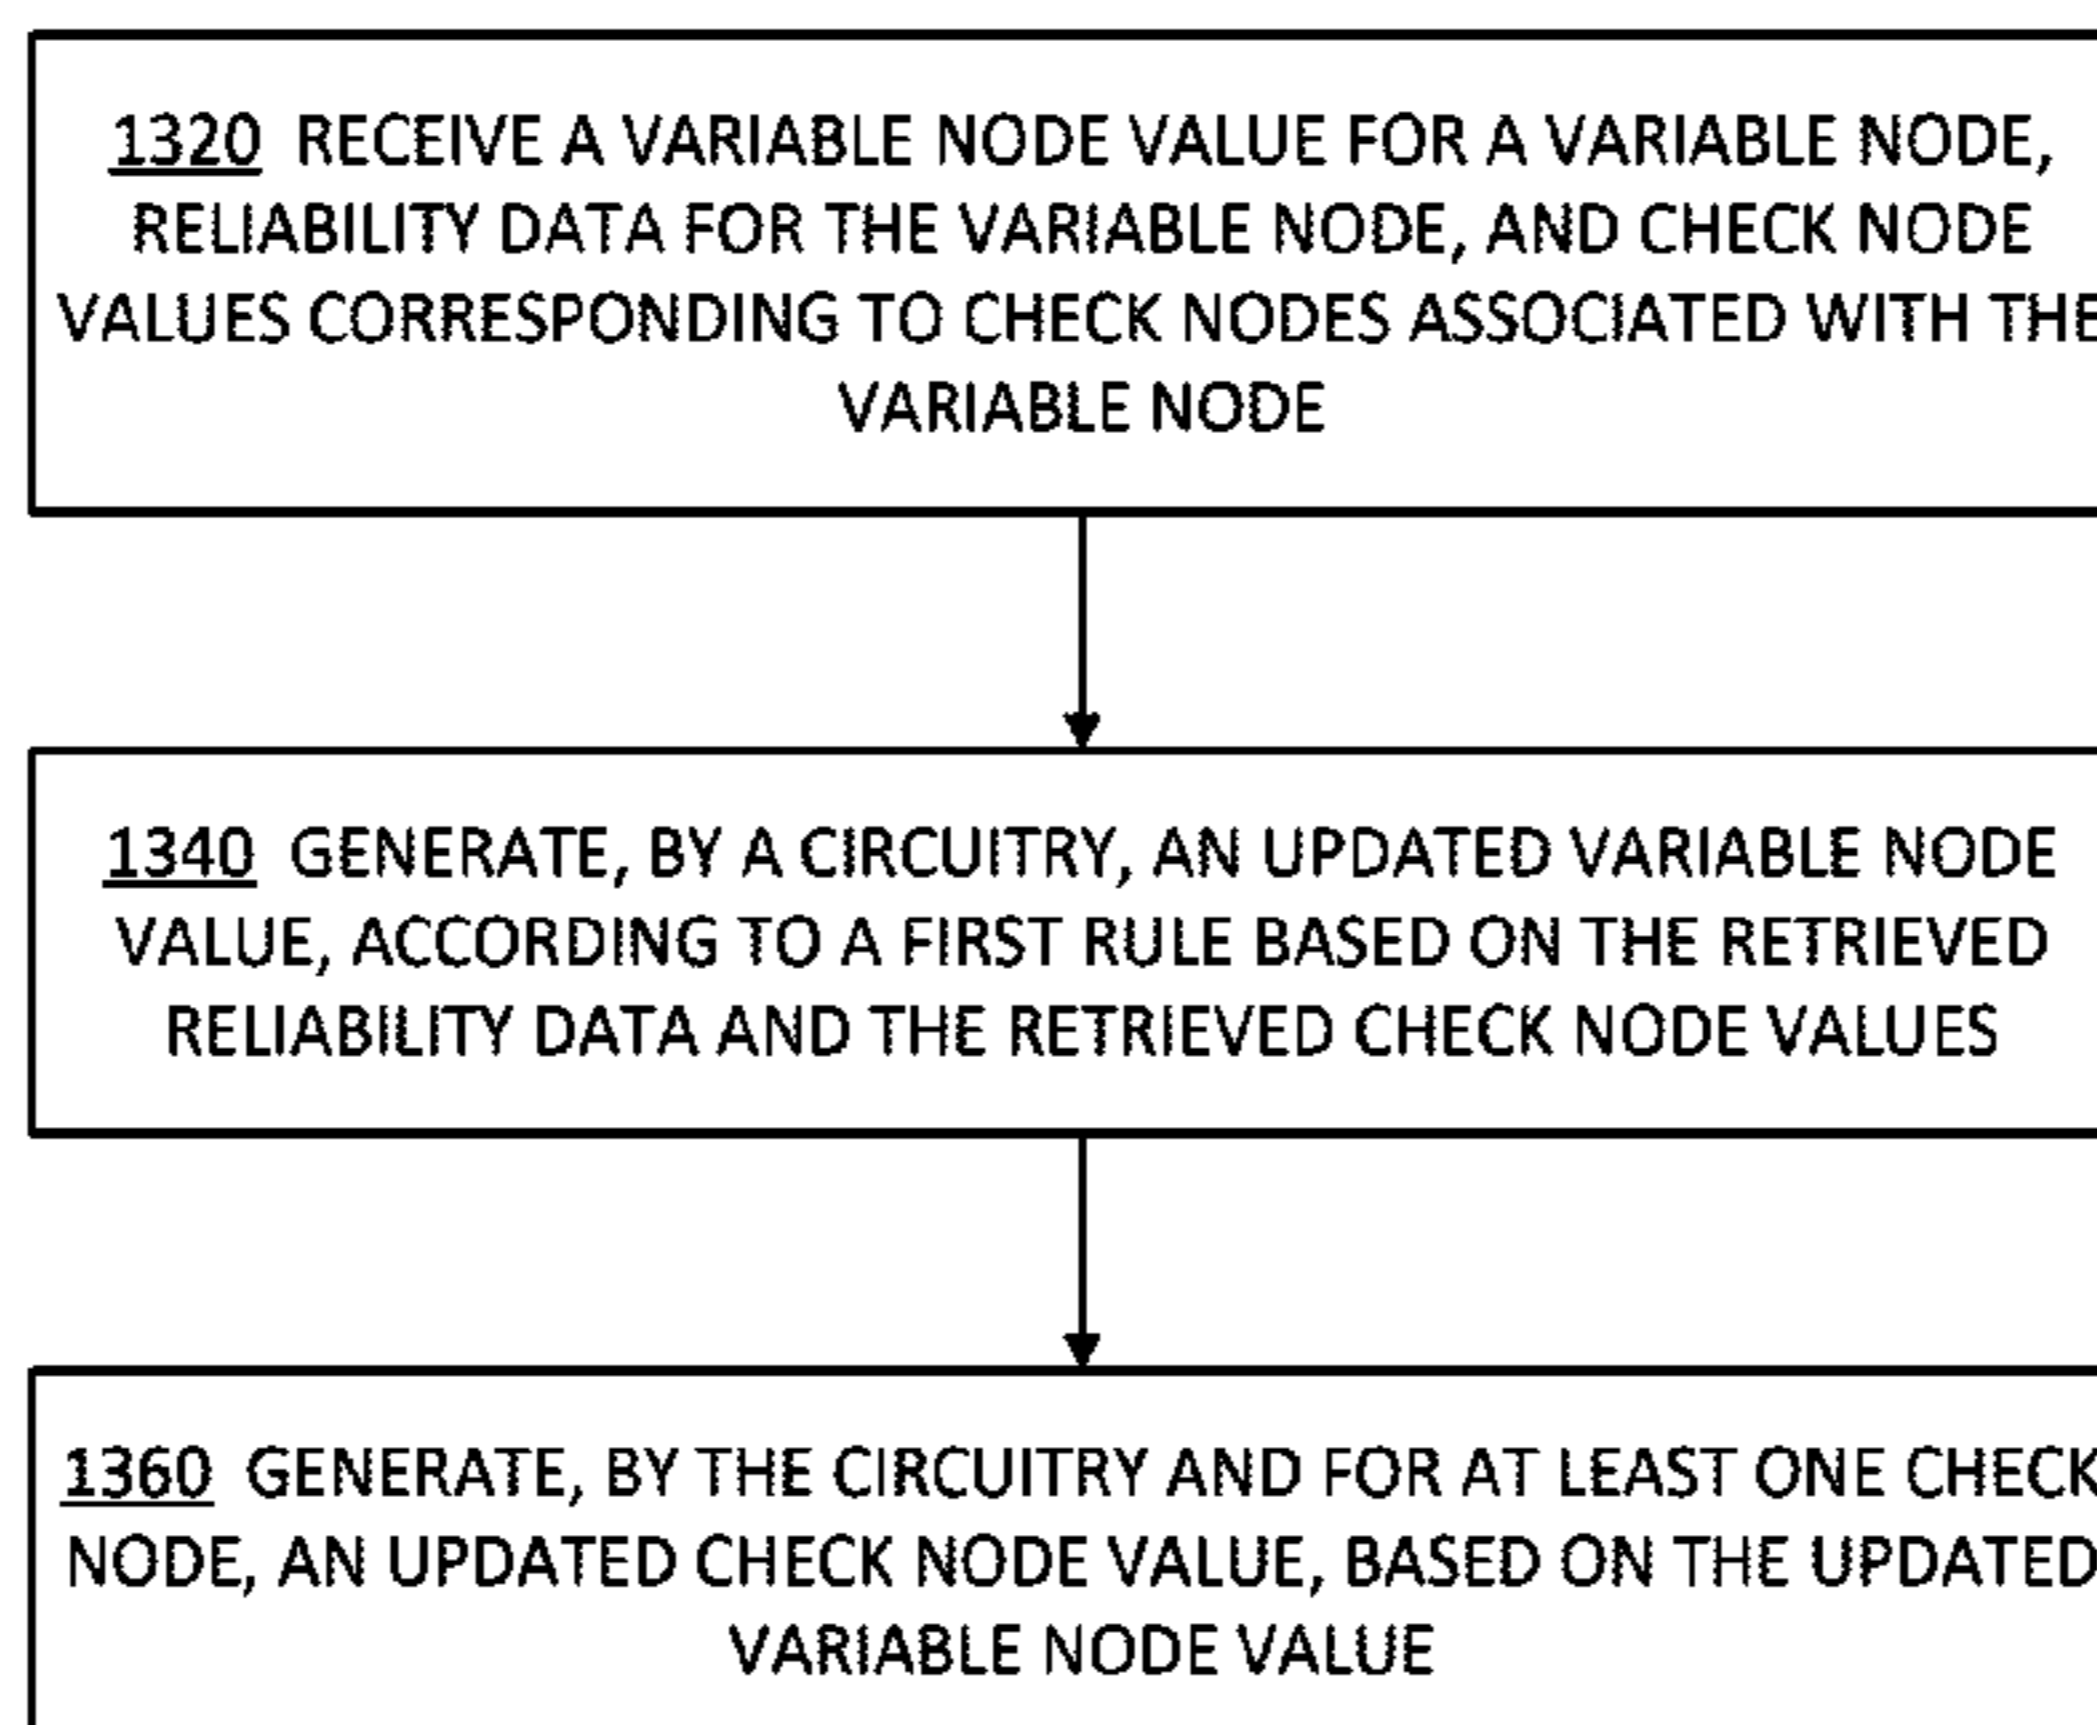 1320 RECEIVE A VARIABLE NODE VALUE FOR A VARIABLE NODE,
RELIABILITY DATA FOR THE VARIABLE NODE, AND CHECK NODE
VALUES CORRESPONDING TO CHECK NODES ASSOCIATED WITH THE
VARIABLE NODE
1340 GENERATE, BY A CIRCUITRY, AN UPDATED VARIABLE NODE
VALUE, ACCORDING TO A FIRST RULE BASED ON THE RETRIEVED
RELIABILITY DATA AND THE RETRIEVED CHECK NODE VALUES
1360 GENERATE, BY THE CIRCUITRY AND FOR AT LEAST ONE CHECK
NODE, AN UPDATED CHECK NODE VALUE, BASED ON THE UPDATED
VARIABLE NODE VALUE